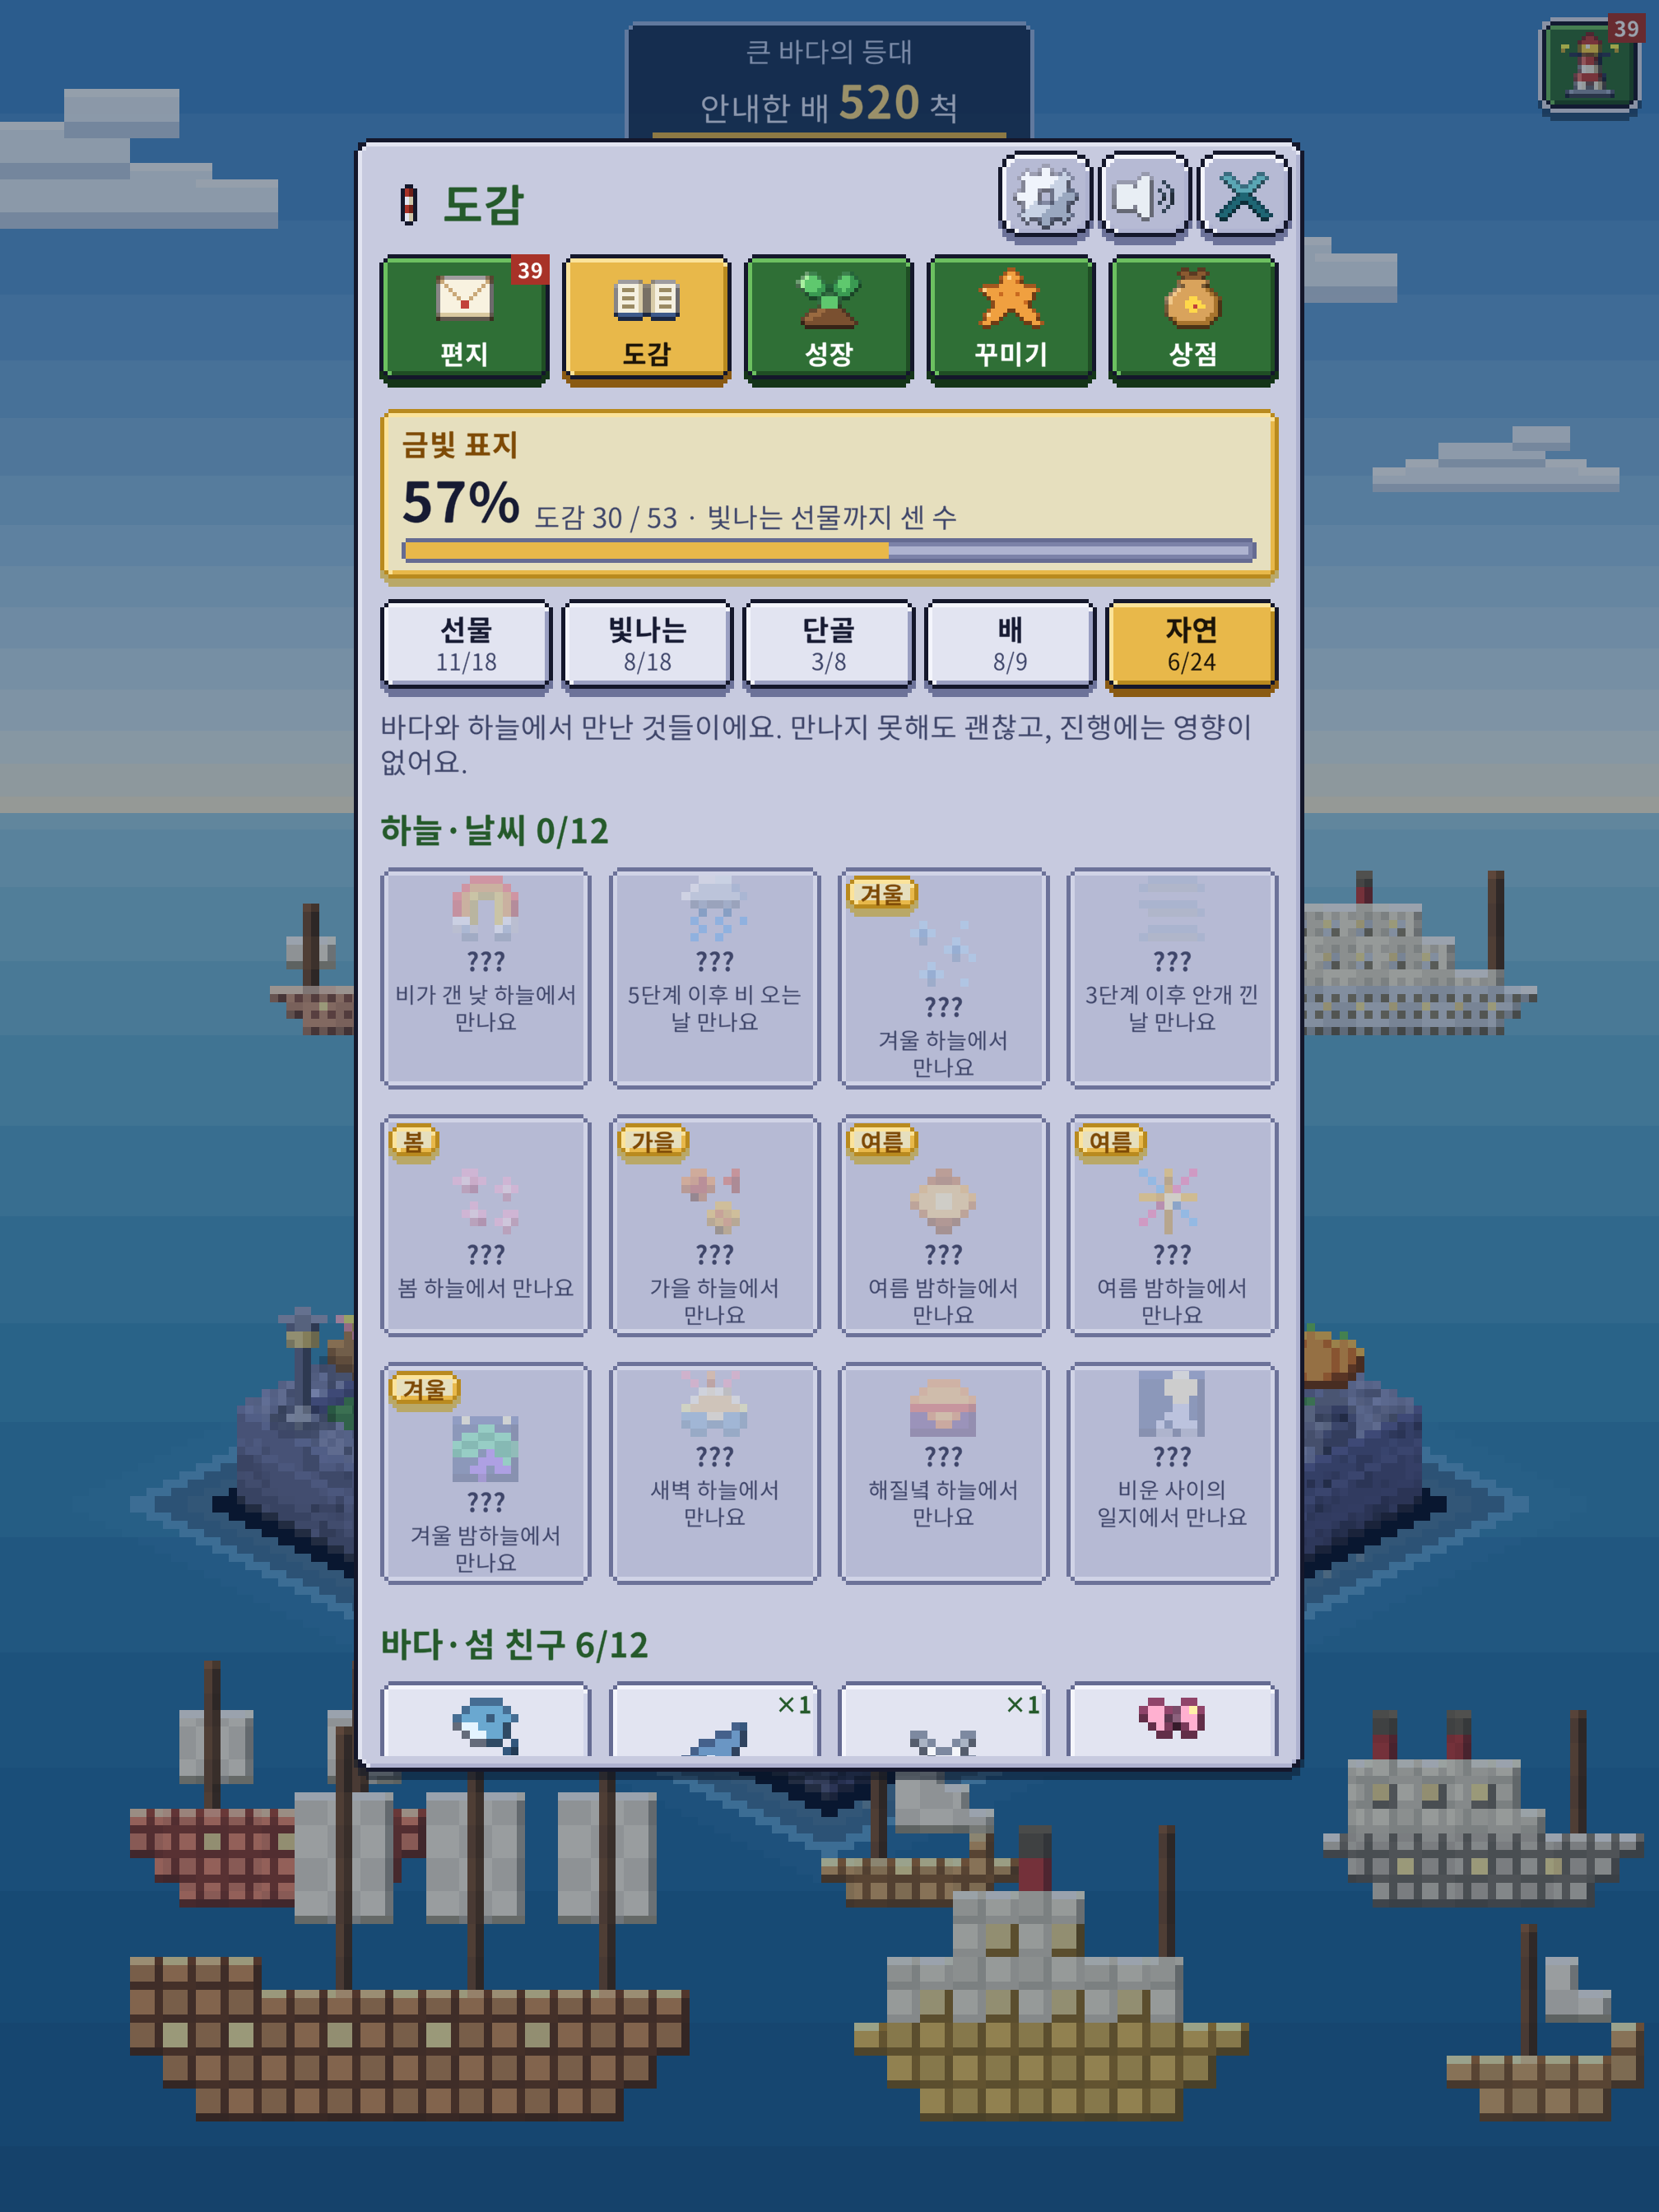 큰 바다의 등대
안내한 배 520 척
39
도감
편지
39
도감
성장
꾸미기
상점
금빛 표지
57% 도감 30 / 53 · 빛나는 선물까지 센 수
선물
11/18
빛나는
8/18
단골
3/8
배
8/9
자연
6/24
바다와 하늘에서 만난 것들이에요. 만나지 못해도 괜찮고, 진행에는 영향이
없어요.
하늘·날씨 0/12
???
비가 갠 낮 하늘에서
만나요
???
5단계 이후 비 오는
날 만나요
겨울
???
겨울 하늘에서
만나요
???
3단계 이후 안개 낀
날 만나요
봄
???
봄 하늘에서 만나요
가을
???
가을 하늘에서
만나요
여름
???
여름 밤하늘에서
만나요
여름
???
여름 밤하늘에서
만나요
겨울
???
겨울 밤하늘에서
만나요
???
새벽 하늘에서
만나요
???
해질녘 하늘에서
만나요
???
비운 사이의
일지에서 만나요
바다·섬 친구 6/12
×1
×1